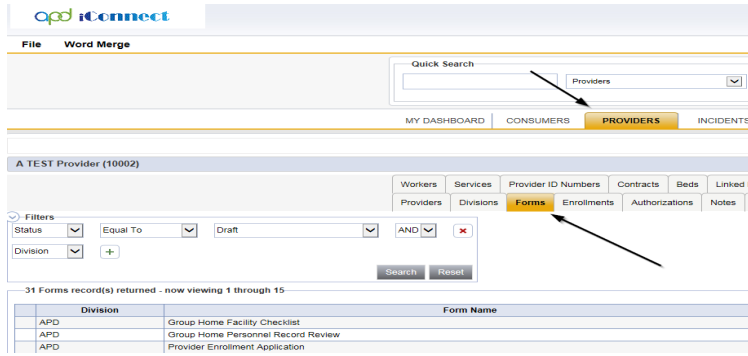 apd iConnect
File Word Merge
Quick Search
Providers
MY DASHBOARD CONSUMERS PROVIDERS INCIDENTS
A TEST Provider (10002)
Workers Services Provider ID Numbers Contracts Beds Linked
Providers Divisions Forms Enrollments Authorizations Notes
Filters
Status Equal To Draft AND
Division
Search Reset
31 Forms record(s) returned - now viewing 1 through 15
Division Form Name
APD Group Home Facility Checklist
APD Group Home Personnel Record Review
APD Provider Enrollment Application